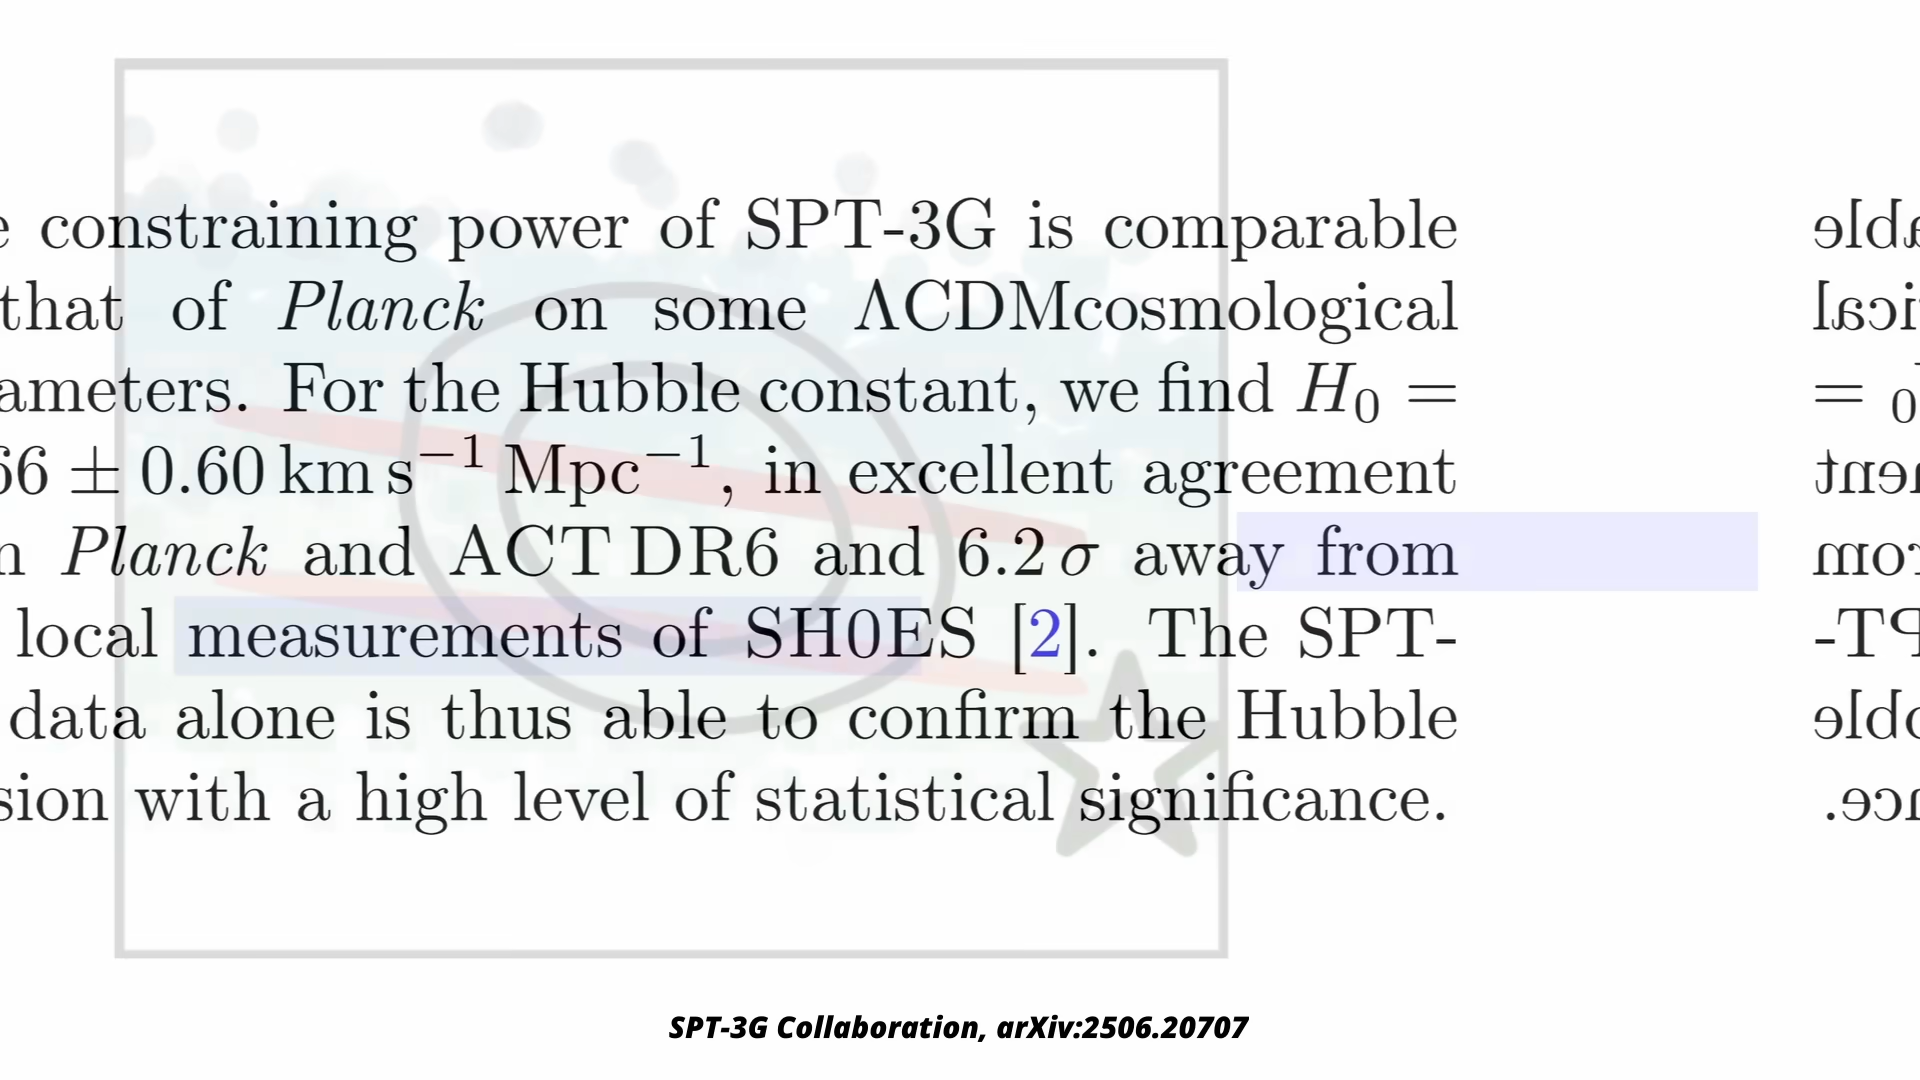 constraining power of SPT-3G is comparable
that of Planck on some ΛCDMcosmological
ameters. For the Hubble constant, we find H₀ =
66 ± 0.60 km s⁻¹ Mpc⁻¹, in excellent agreement
Planck and ACT DR6 and 6.2 σ away from
local measurements of SH0ES [2]. The SPT-
data alone is thus able to confirm the Hubble
sion with a high level of statistical significance.
SPT-3G Collaboration, arXiv:2506.20707